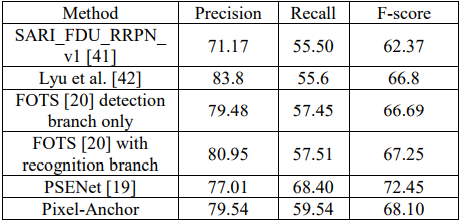 Method Precision Recall F-score
SARI_FDU_RRPN_
v1 [41] 71.17 55.50 62.37
Lyu et al. [42] 83.8 55.6 66.8
FOTS [20] detection
branch only 79.48 57.45 66.69
FOTS [20] with
recognition branch 80.95 57.51 67.25
PSENet [19] 77.01 68.40 72.45
Pixel-Anchor 79.54 59.54 68.10